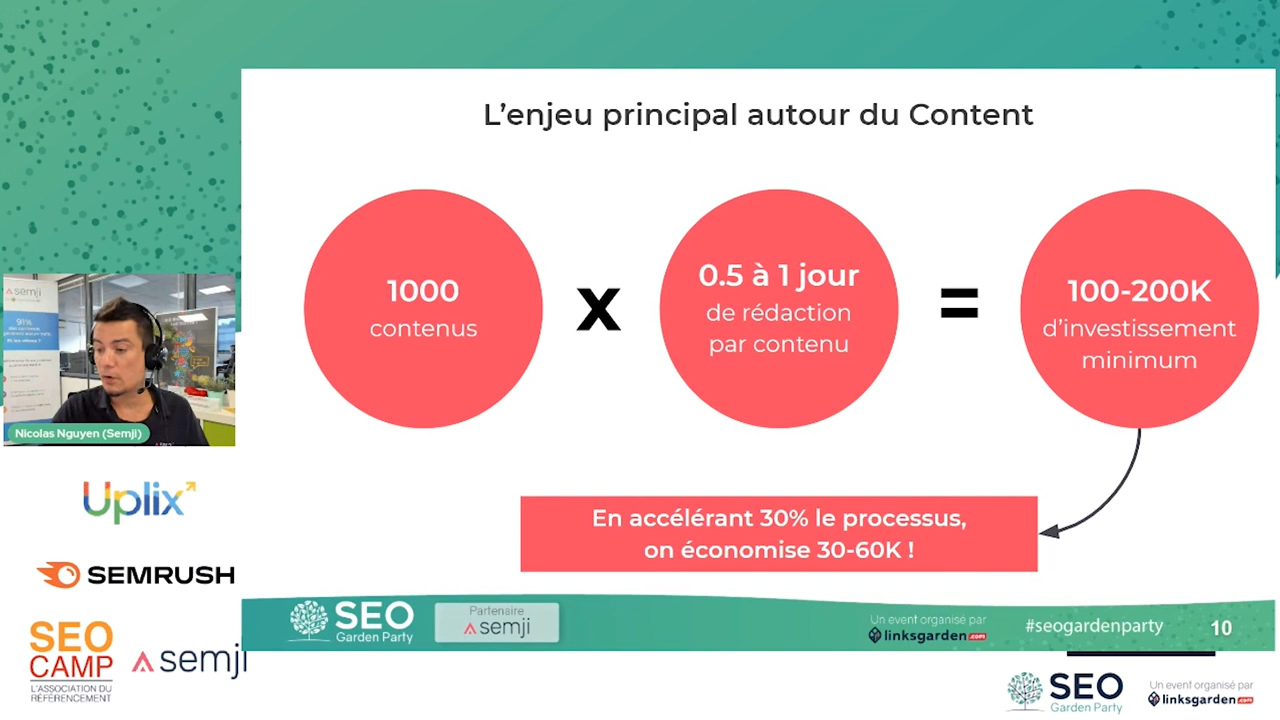 L'enjeu principal autour du Content
1000
contenus
x
0.5 à 1 jour
de rédaction
par contenu
=
100-200K
d'investissement
minimum
En accélérant 30% le processus,
on économise 30-60K !
semji
91%
Nicolas Nguyen (Semji)
Uplix
SEMRUSH
SEO
CAMP
L'ASSOCIATION DU
RÉFÉRENCEMENT
semji
SEO
Garden Party
Partenaire
semji
Un event organisé par
linksgarden.com
#seogardenparty
10
SEO
Garden Party
Un event organisé par
linksgarden.com